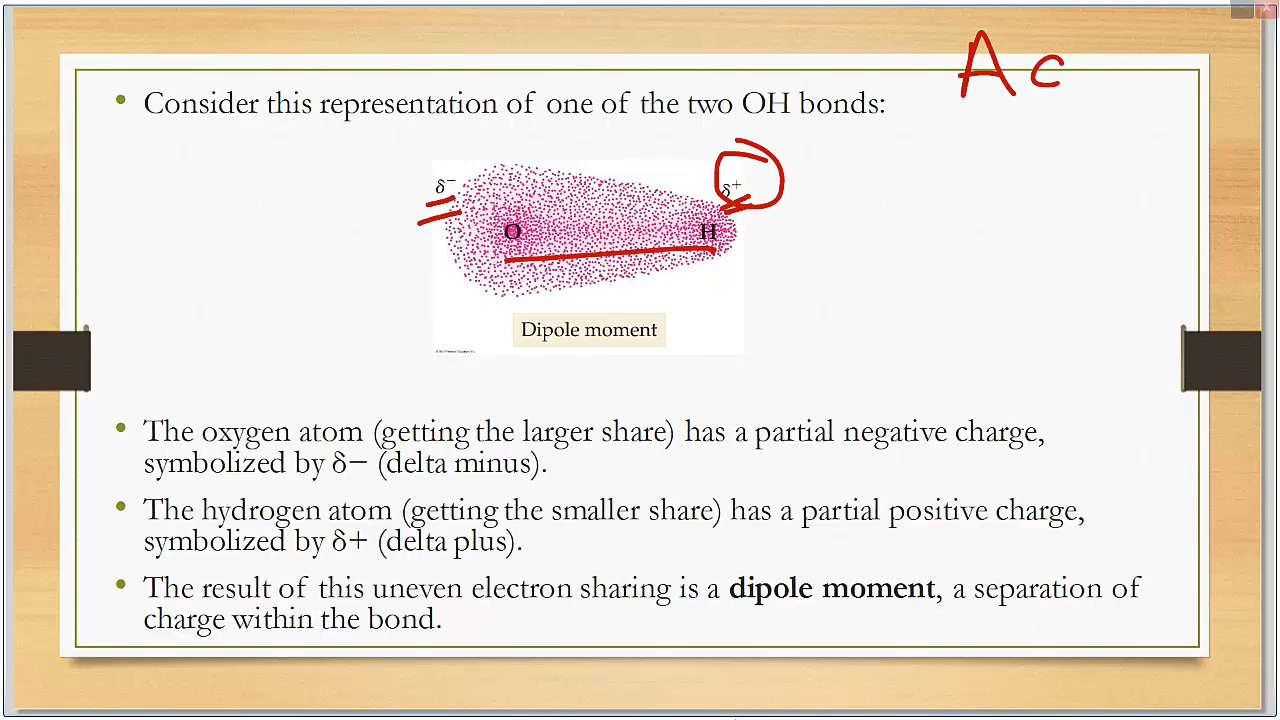 Ac
• Consider this representation of one of the two OH bonds:
δ− δ+
O H
Dipole moment
• The oxygen atom (getting the larger share) has a partial negative charge,
symbolized by δ− (delta minus).
• The hydrogen atom (getting the smaller share) has a partial positive charge,
symbolized by δ+ (delta plus).
• The result of this uneven electron sharing is a dipole moment, a separation of
charge within the bond.